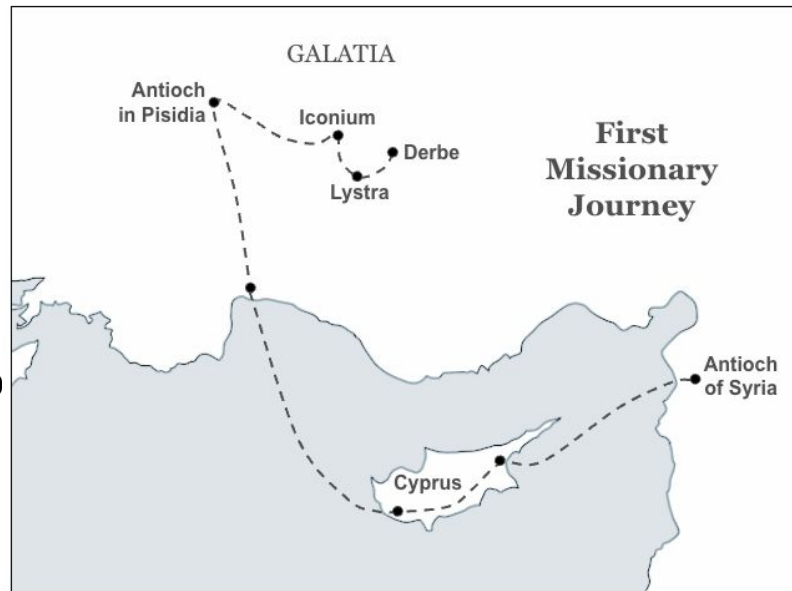 GALATIA
Antioch
in Pisidia
Iconium
Derbe
Lystra
First
Missionary
Journey
Antioch
of Syria
Cyprus